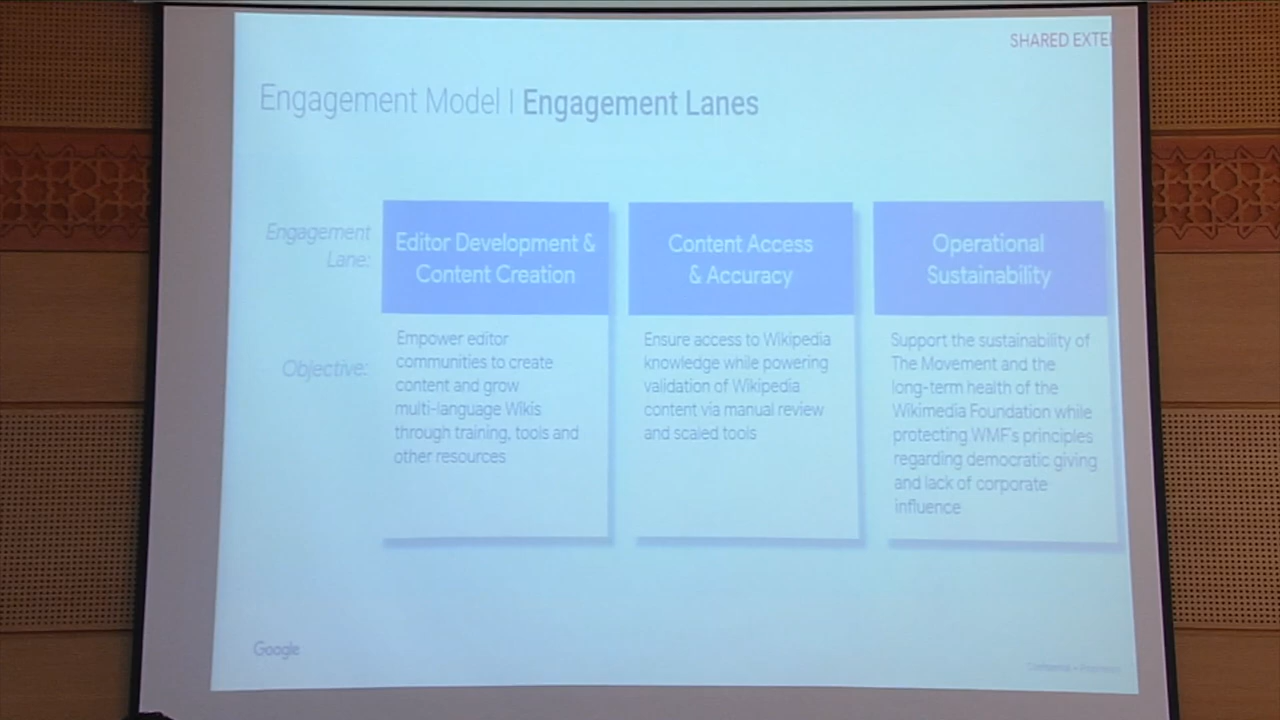 SHARED EXTE
Engagement Model | Engagement Lanes
Engagement
Lane:
Editor Development &
Content Creation
Content Access
& Accuracy
Operational
Sustainability
Objective:
Empower editor
communities to create
content and grow
multi-language Wikis
through training, tools and
other resources
Ensure access to Wikipedia
knowledge while powering
validation of Wikipedia
content via manual review
and scaled tools
Support the sustainability of
The Movement and the
long-term health of the
Wikimedia Foundation while
protecting WMF's principles
regarding democratic giving
and lack of corporate
influence
Google